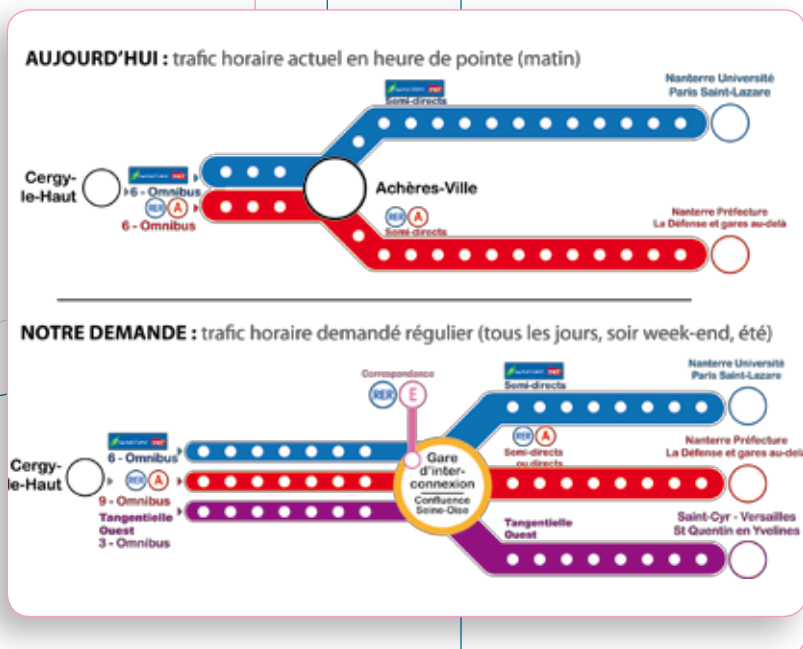 AUJOURD'HUI : trafic horaire actuel en heure de pointe (matin)
Nanterre Université
Paris Saint-Lazare
Semi-directs
Cergy-
le-Haut
6 - Omnibus
RER A
6 - Omnibus
Achères-Ville
RER A
Semi-directs
Nanterre Préfecture
La Défense et gares au-delà
NOTRE DEMANDE : trafic horaire demandé régulier (tous les jours, soir week-end, été)
Correspondance
RER E
Semi-directs
Nanterre Université
Paris Saint-Lazare
6 - Omnibus
Cergy-
le-Haut
RER A
9 - Omnibus
Tangentielle
Ouest
3 - Omnibus
Gare
d'inter-
connexion
Confluence
Seine-Oise
RER A
Semi-directs
ou directs
Nanterre Préfecture
La Défense et gares au-delà
Tangentielle
Ouest
Saint-Cyr - Versailles
St Quentin en Yvelines